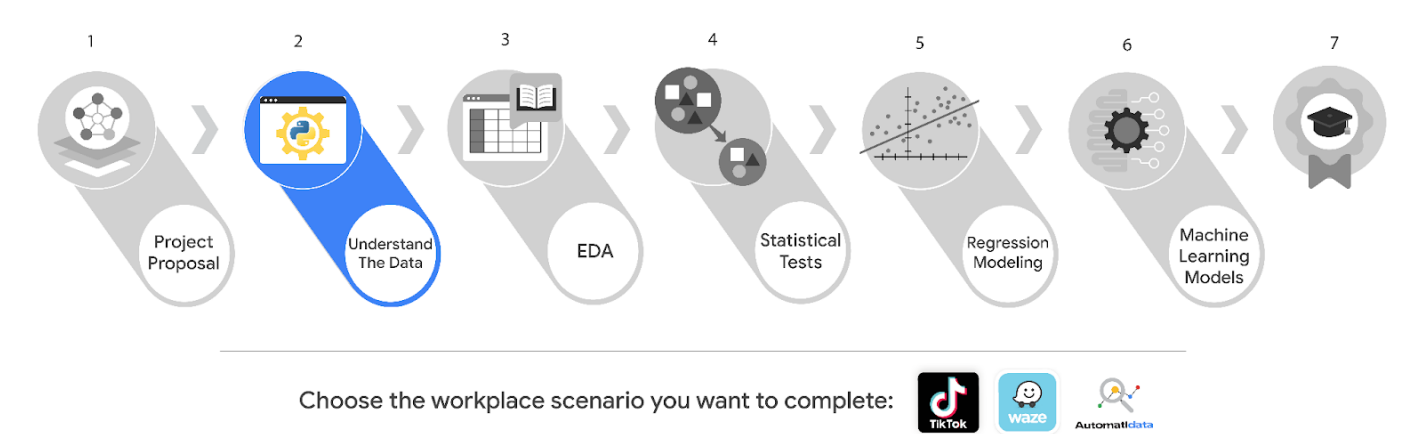 1
2
3
4
5
6
7
Project
Proposal
Understand
The Data
EDA
Statistical
Tests
Regression
Modeling
Machine
Learning
Models
Choose the workplace scenario you want to complete:
TikTok
waze
Automatidata